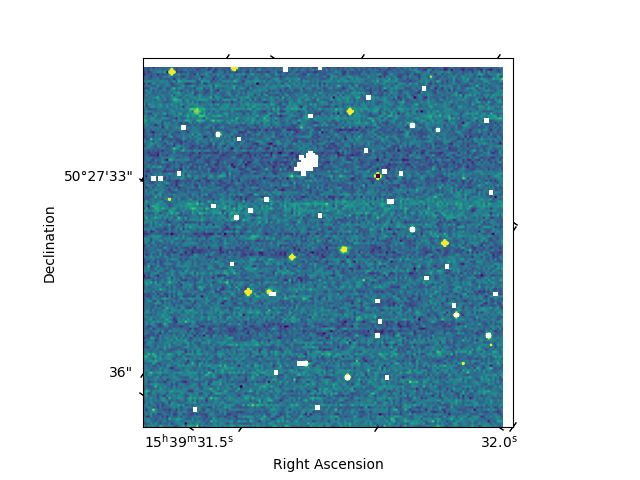 Declination
50°27'33"
36"
15ʰ39ᵐ31.5ˢ
32.0ˢ
Right Ascension